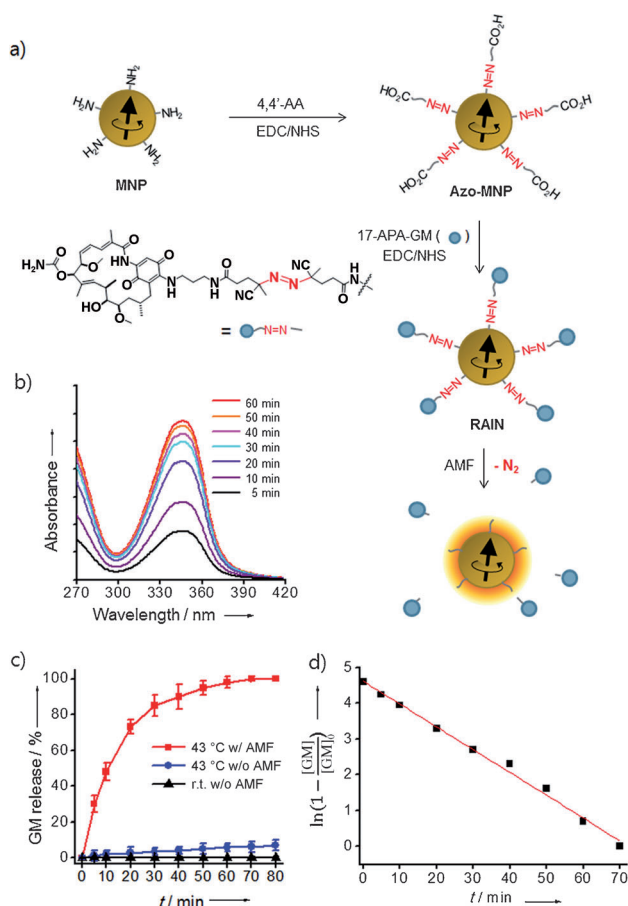 a)
NH₂
H₂N
NH₂
H₂N
NH₂
MNP
4,4'-AA
EDC/NHS
CO₂H
N=N
HO₂C
N=N
N=N
CO₂H
N=N
N=N
HO₂C
CO₂H
Azo-MNP
17-APA-GM ( )
EDC/NHS
O
H₂N
O
O
HN
O
O
HO
O
O
N
H
H
N
O
CN
N=N
CN
O
H
N
= N=N
N=N
N=N
N=N
N=N
N=N
RAIN
AMF
- N₂
b)
Absorbance
60 min
50 min
40 min
30 min
20 min
10 min
5 min
270 300 330 360 390 420
Wavelength / nm
c)
GM release / %
100
80
60
40
20
0
43 °C w/ AMF
43 °C w/o AMF
r.t. w/o AMF
0 10 20 30 40 50 60 70 80
t / min
d)
ln(1 − [GM]/[GM]₀)
5
4
3
2
1
0
0 10 20 30 40 50 60 70
t / min